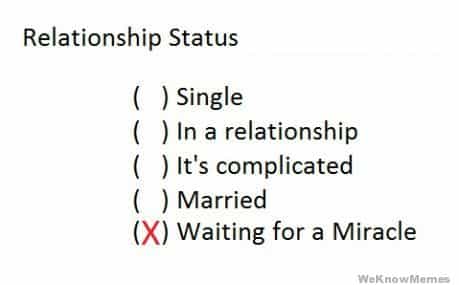 Relationship Status
( ) Single
( ) In a relationship
( ) It's complicated
( ) Married
(X) Waiting for a Miracle
WeKnowMemes